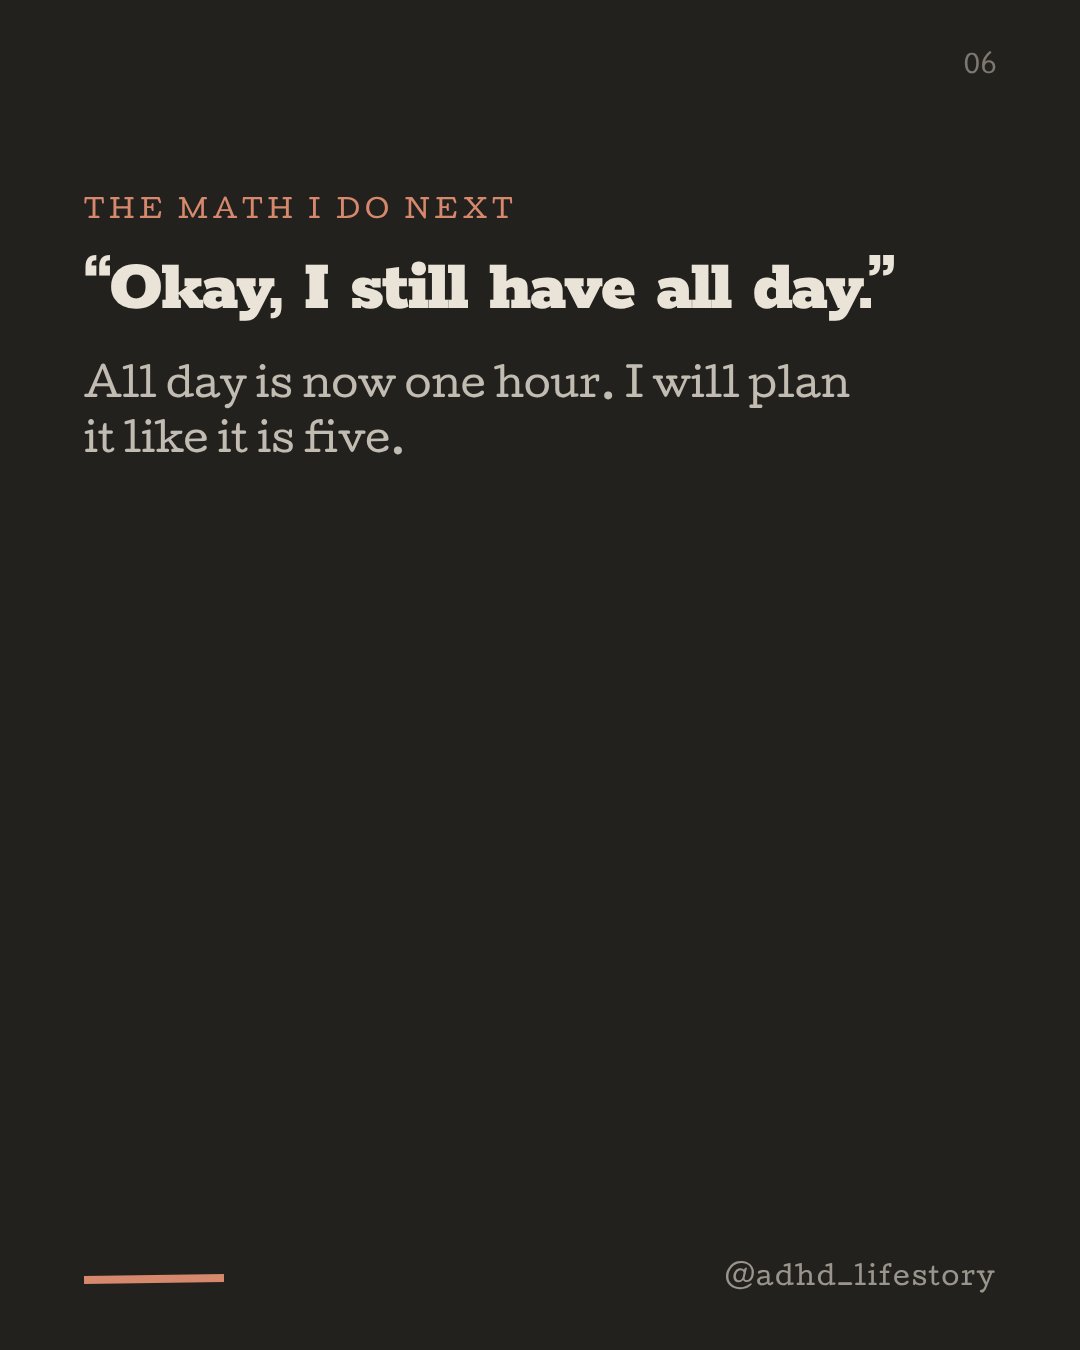 06
THE MATH I DO NEXT
“Okay, I still have all day.”
All day is now one hour. I will plan
it like it is five.
@adhd_lifestory